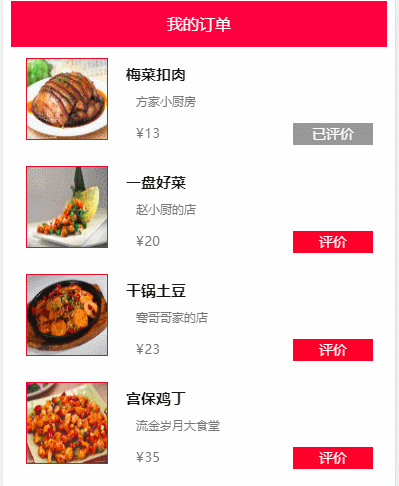 我的订单
梅菜扣肉
方家小厨房
¥13
已评价
一盘好菜
赵小厨的店
¥20
评价
干锅土豆
骞哥哥家的店
¥23
评价
宫保鸡丁
流金岁月大食堂
¥35
评价